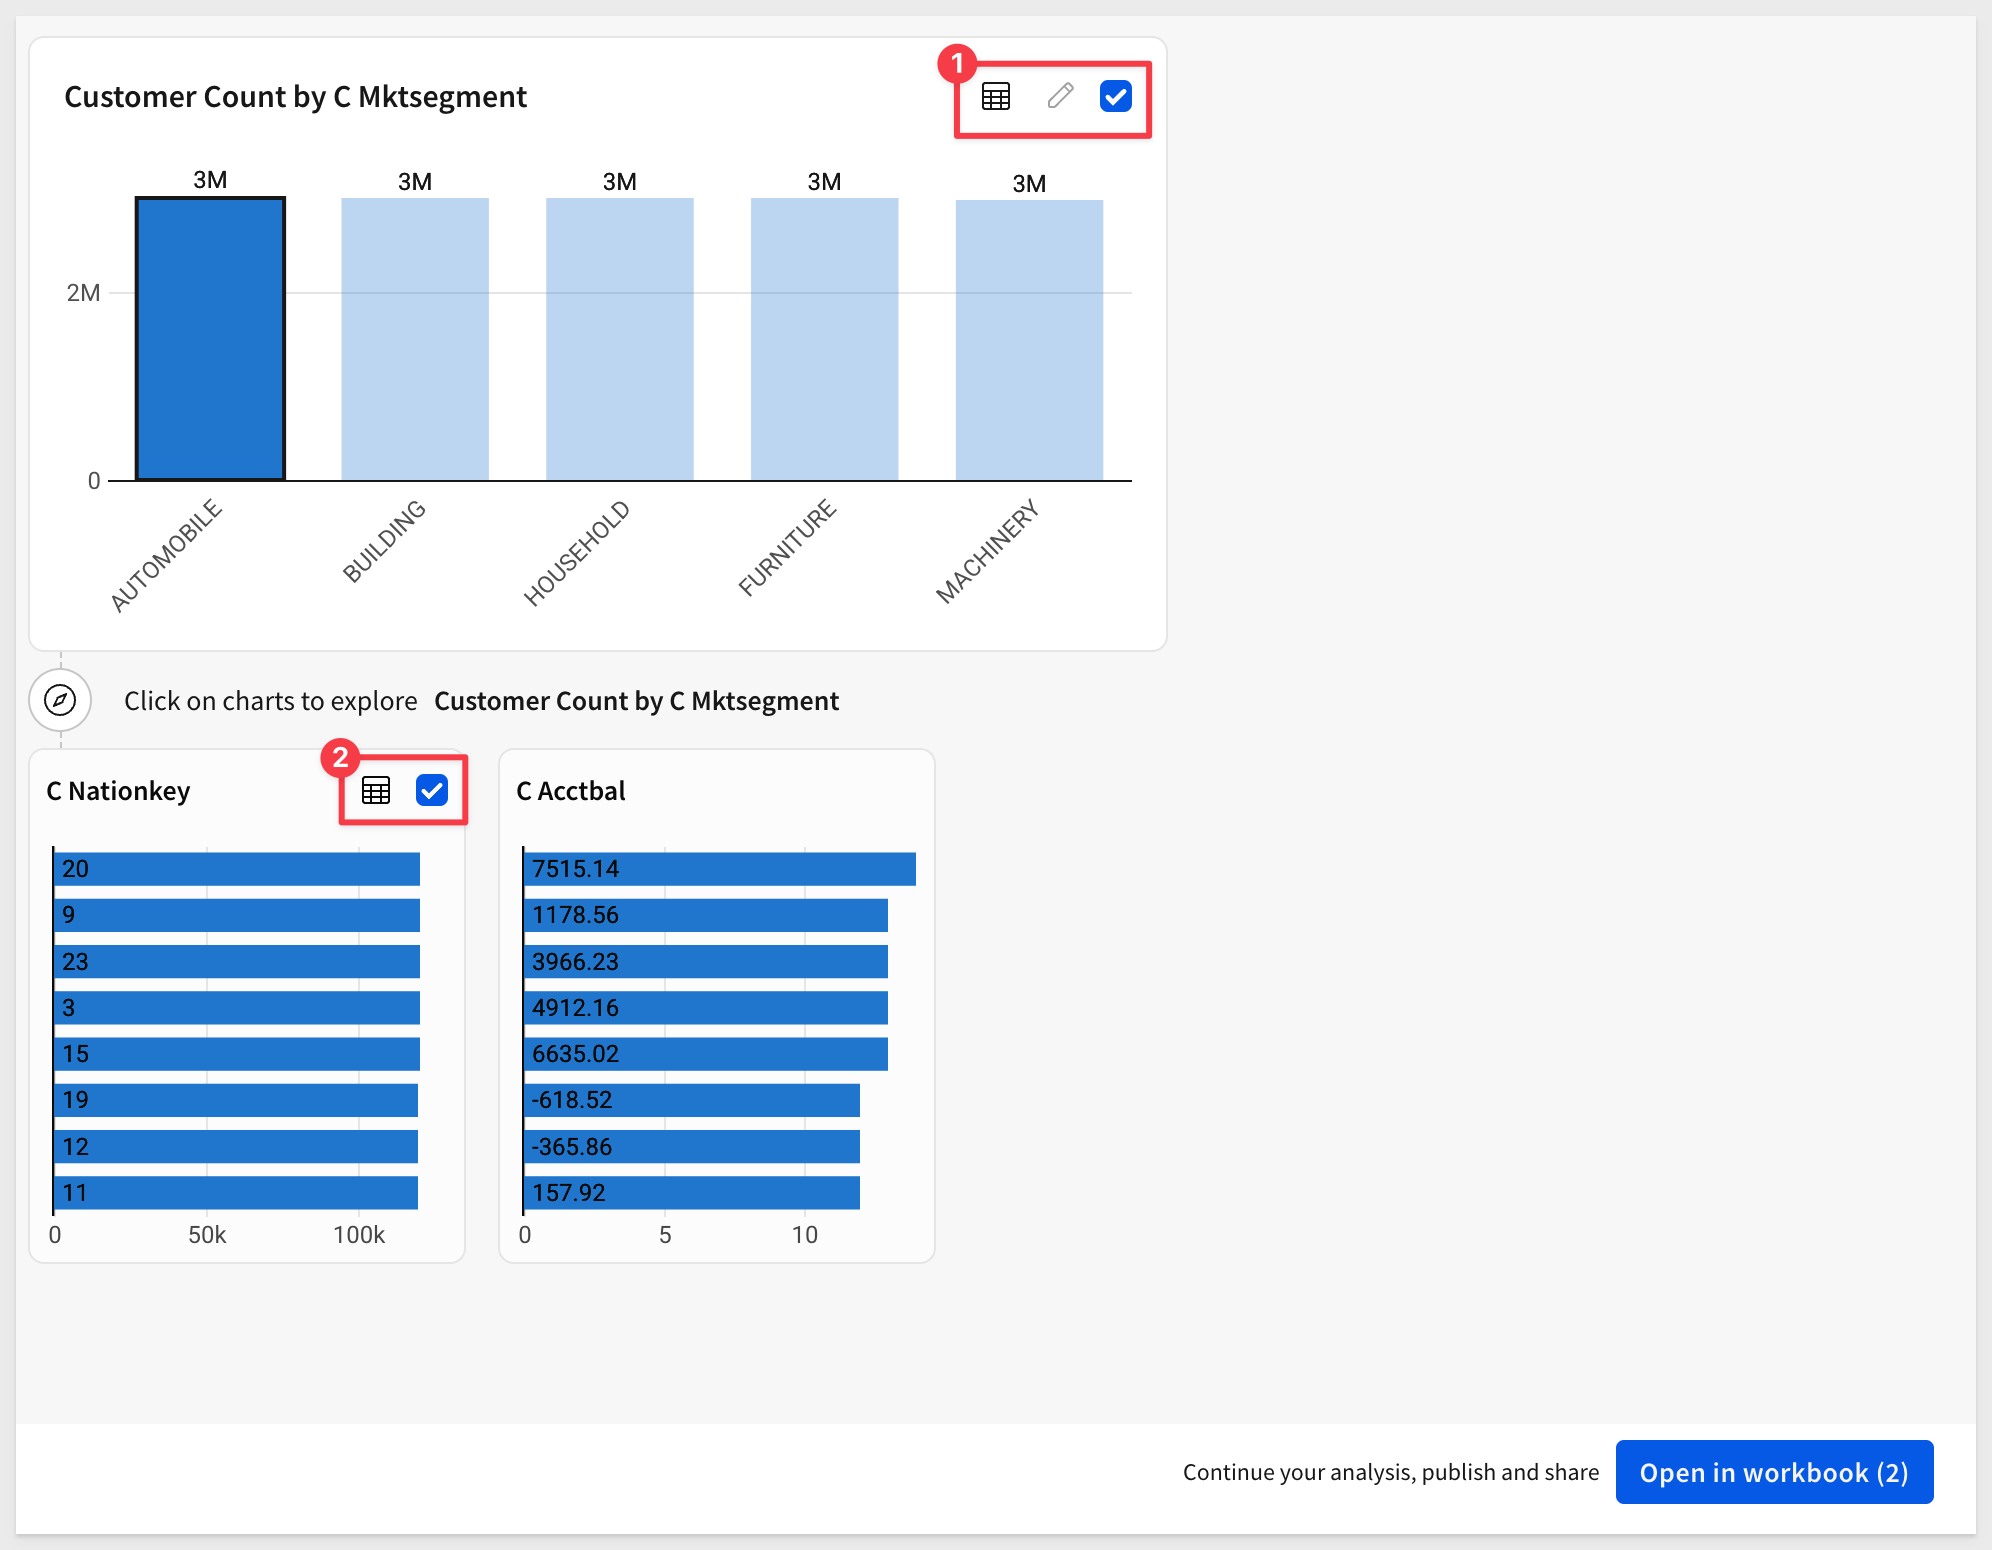 1
Customer Count by C Mktsegment
3M 3M 3M 3M 3M
2M
0
AUTOMOBILE BUILDING HOUSEHOLD FURNITURE MACHINERY
Click on charts to explore Customer Count by C Mktsegment
2
C Nationkey
20
9
23
3
15
19
12
11
0 50k 100k
C Acctbal
7515.14
1178.56
3966.23
4912.16
6635.02
-618.52
-365.86
157.92
0 5 10
Continue your analysis, publish and share
Open in workbook (2)